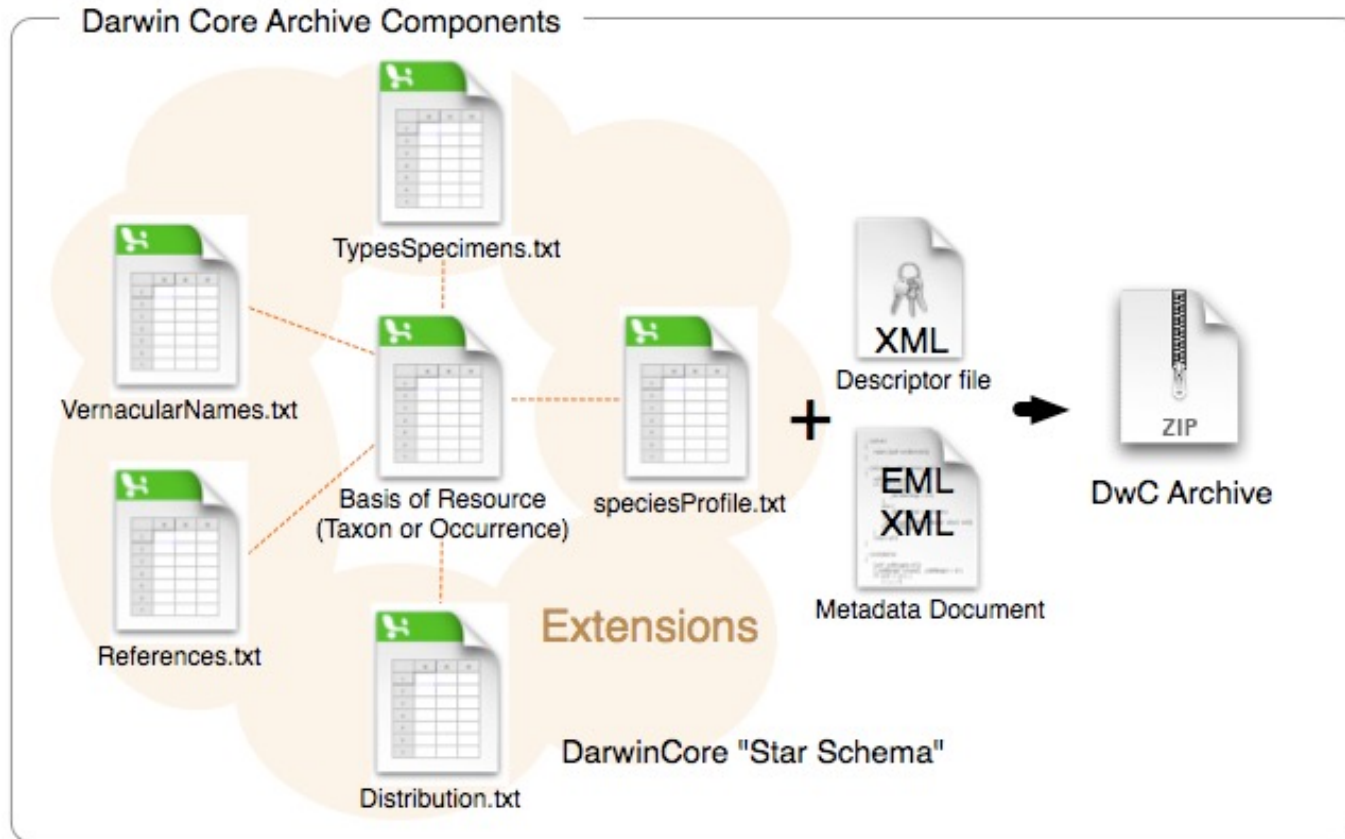 Darwin Core Archive Components
TypesSpecimens.txt
VernacularNames.txt
Basis of Resource
(Taxon or Occurrence)
speciesProfile.txt
References.txt
Extensions
Distribution.txt
DarwinCore "Star Schema"
+
XML
Descriptor file
EML
XML
Metadada Document
ZIP
DwC Archive